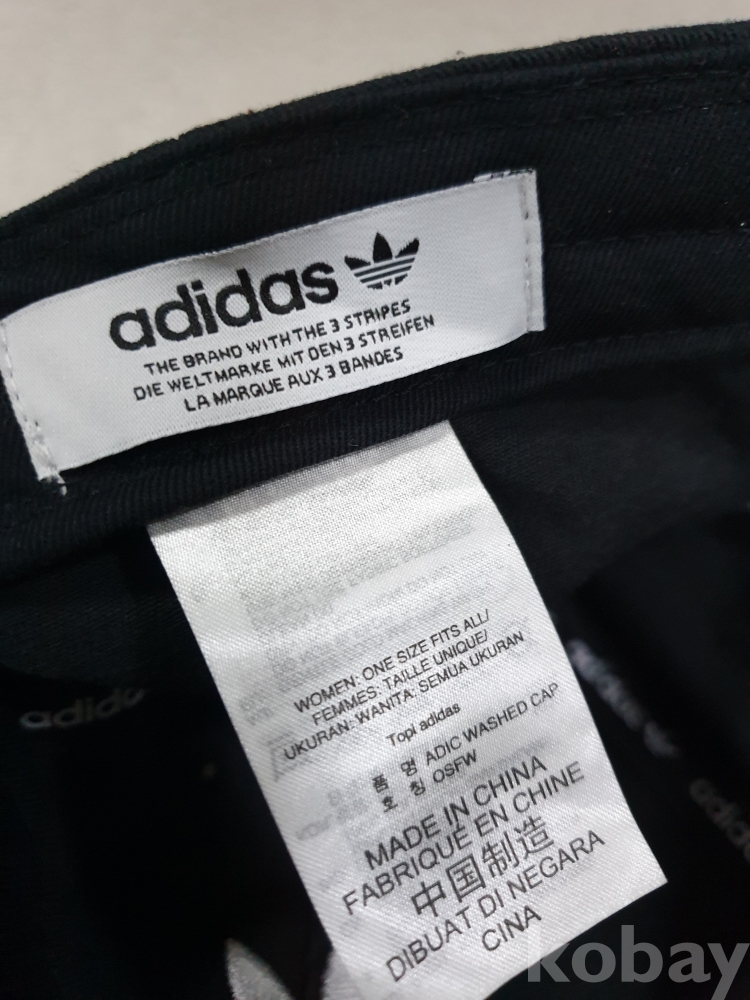 adidas
THE BRAND WITH THE 3 STRIPES
DIE WELTMARKE MIT DEN 3 STREIFEN
LA MARQUE AUX 3 BANDES
WOMEN: ONE SIZE FITS ALL/
FEMMES: TAILLE UNIQUE/
UKURAN: WANITA: SEMUA UKURAN
Topi adidas
품 명 ADIC WASHED CAP
호 칭 OSFW
MADE IN CHINA
FABRIQUÉ EN CHINE
中国制造
DIBUAT DI NEGARA
CINA
adidas
adidas
adidas
kobay